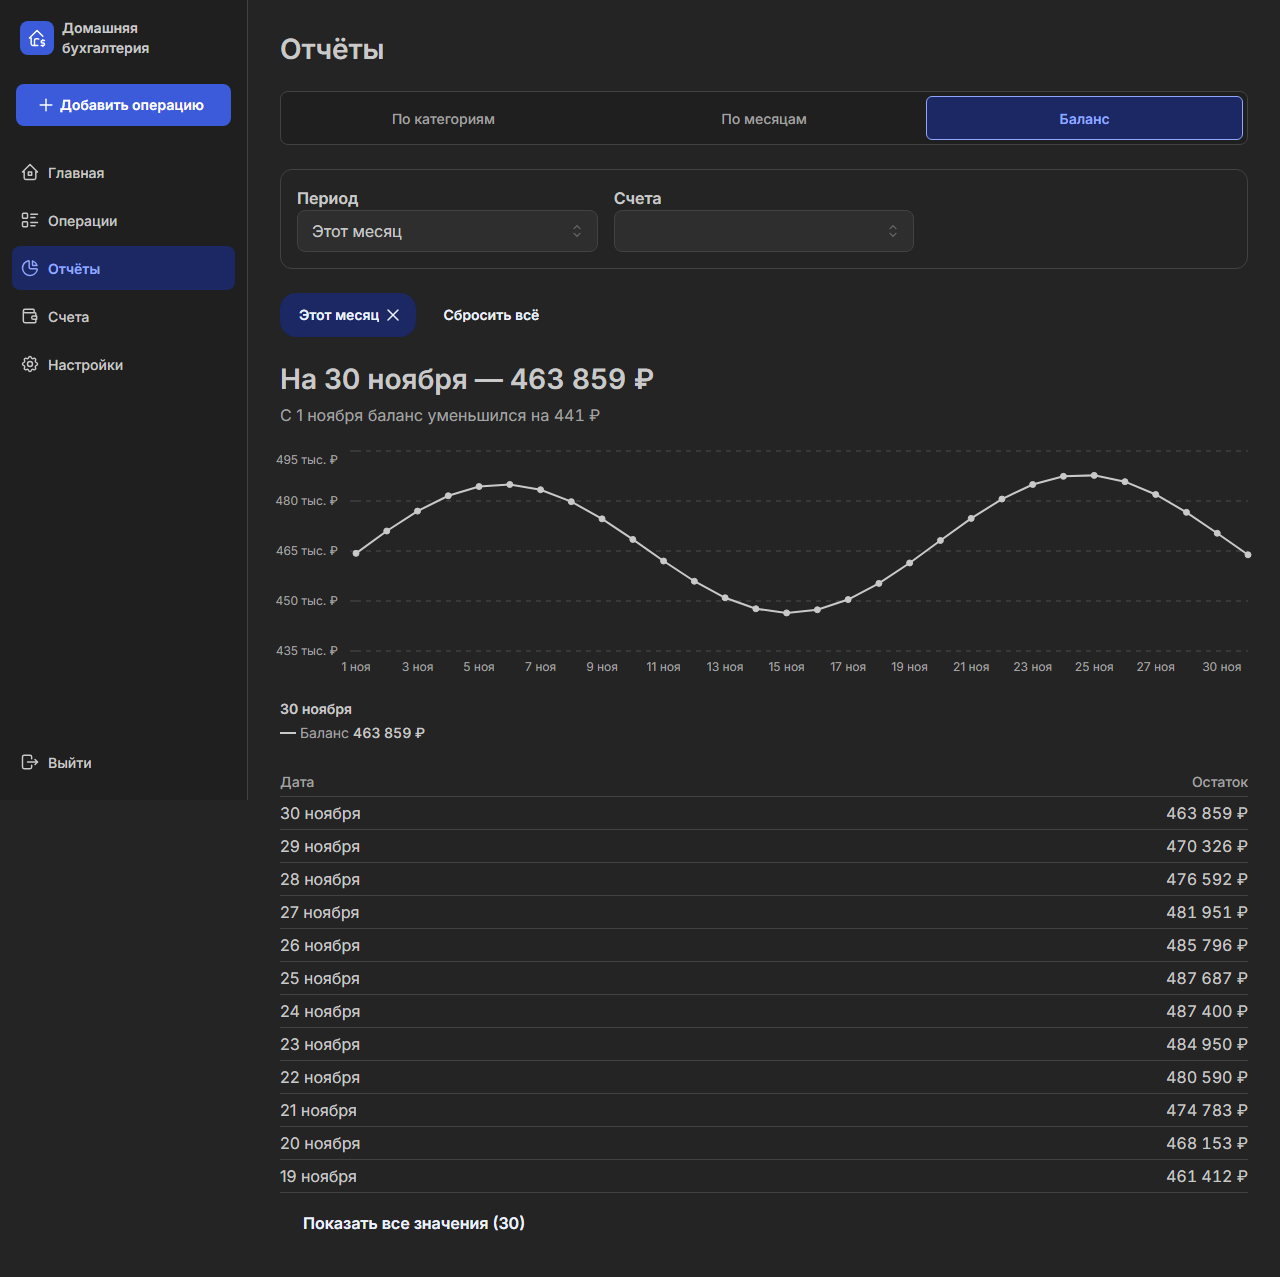 Домашняя
бухгалтерия
Добавить операцию
Главная
Операции
Отчёты
Счета
Настройки
Выйти
Отчёты
По категориям
По месяцам
Баланс
Период
Счета
Этот месяц
Этот месяц
Сбросить всё
На 30 ноября — 463 859 ₽
С 1 ноября баланс уменьшился на 441 ₽
495 тыс. ₽
480 тыс. ₽
465 тыс. ₽
450 тыс. ₽
435 тыс. ₽
1 ноя 3 ноя 5 ноя 7 ноя 9 ноя 11 ноя 13 ноя 15 ноя 17 ноя 19 ноя 21 ноя 23 ноя 25 ноя 27 ноя 30 ноя
30 ноября
Баланс 463 859 ₽
Дата Остаток
30 ноября 463 859 ₽
29 ноября 470 326 ₽
28 ноября 476 592 ₽
27 ноября 481 951 ₽
26 ноября 485 796 ₽
25 ноября 487 687 ₽
24 ноября 487 400 ₽
23 ноября 484 950 ₽
22 ноября 480 590 ₽
21 ноября 474 783 ₽
20 ноября 468 153 ₽
19 ноября 461 412 ₽
Показать все значения (30)